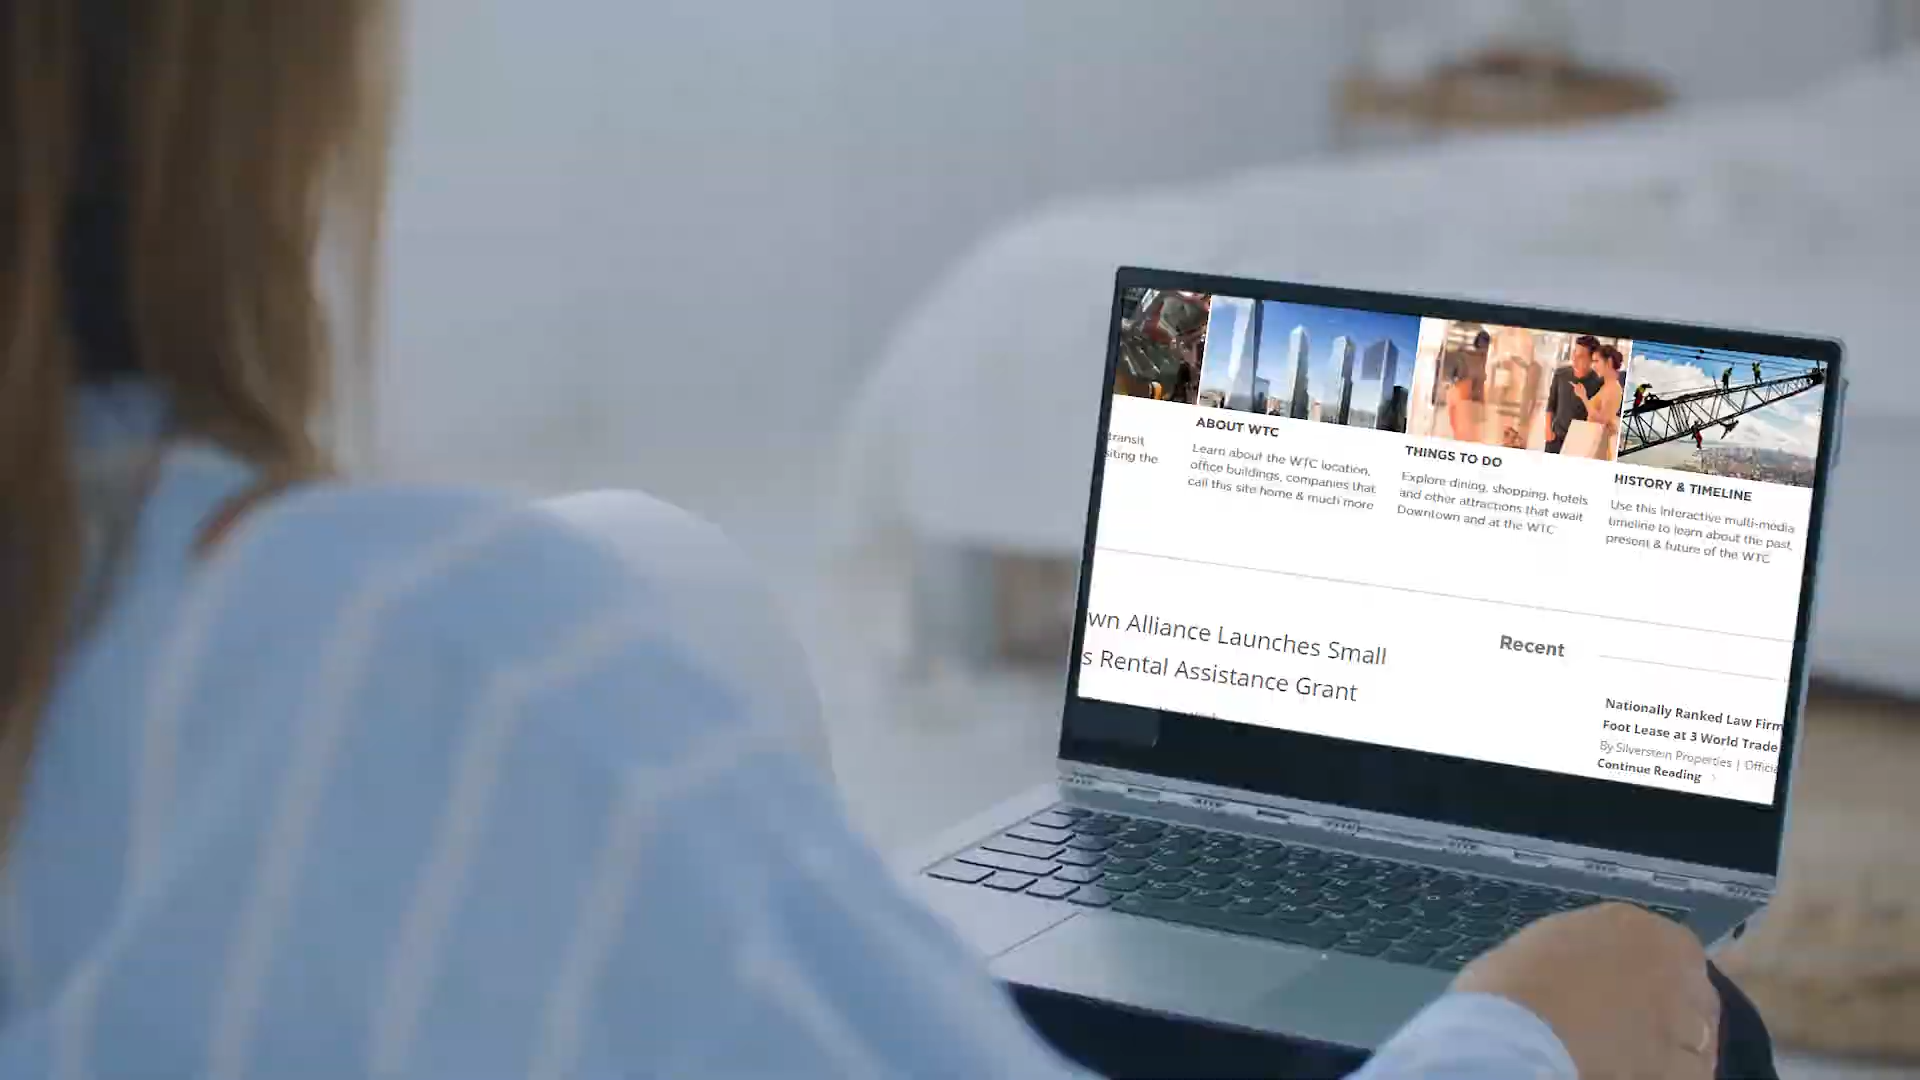 transit
siting the
ABOUT WTC
Learn about the WTC location,
office buildings, companies that
call this site home & much more
THINGS TO DO
Explore dining, shopping, hotels
and other attractions that await
Downtown and at the WTC
HISTORY & TIMELINE
Use this interactive multi-media
timeline to learn about the past,
present & future of the WTC
wn Alliance Launches Small
s Rental Assistance Grant
Recent
Nationally Ranked Law Firm
Foot Lease at 3 World Trade
By Silverstein Properties | Officia
Continue Reading